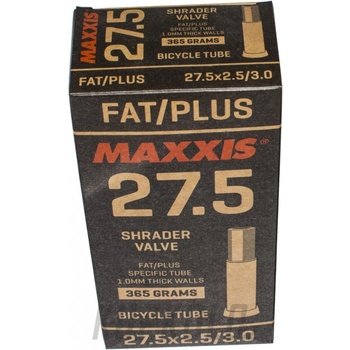 MAXXIS
27.5
SHRADER
VALVE
FAT/PLUS
SPECIFIC TUBE
1.0MM THICK WALLS
365 GRAMS
BICYCLE TUBE
27.5x2.5/3.0
FAT/PLUS
MAXXIS®
27.5
SHRADER
VALVE
FAT/PLUS
SPECIFIC TUBE
1.0MM THICK WALLS
365 GRAMS
BICYCLE TUBE
27.5x2.5/3.0